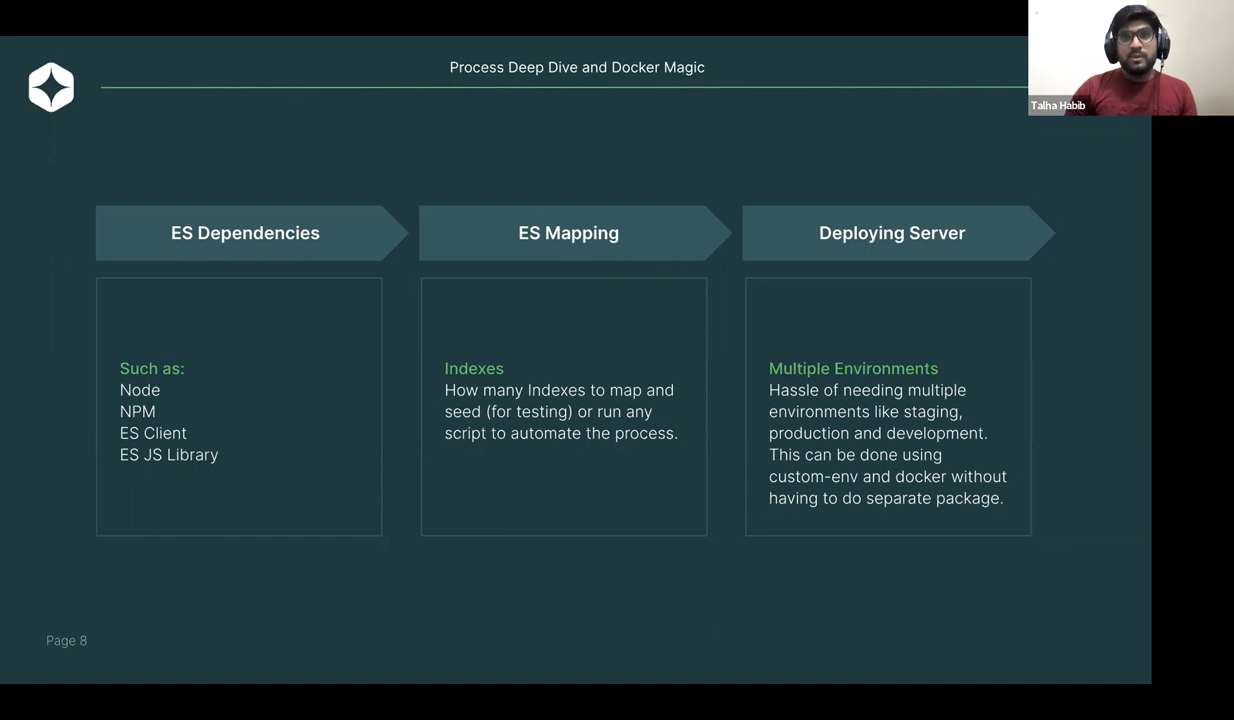 Process Deep Dive and Docker Magic
Talha Habib
ES Dependencies
ES Mapping
Deploying Server
Such as:
Node
NPM
ES Client
ES JS Library
Indexes
How many Indexes to map and
seed (for testing) or run any
script to automate the process.
Multiple Environments
Hassle of needing multiple
environments like staging,
production and development.
This can be done using
custom-env and docker without
having to do separate package.
Page 8